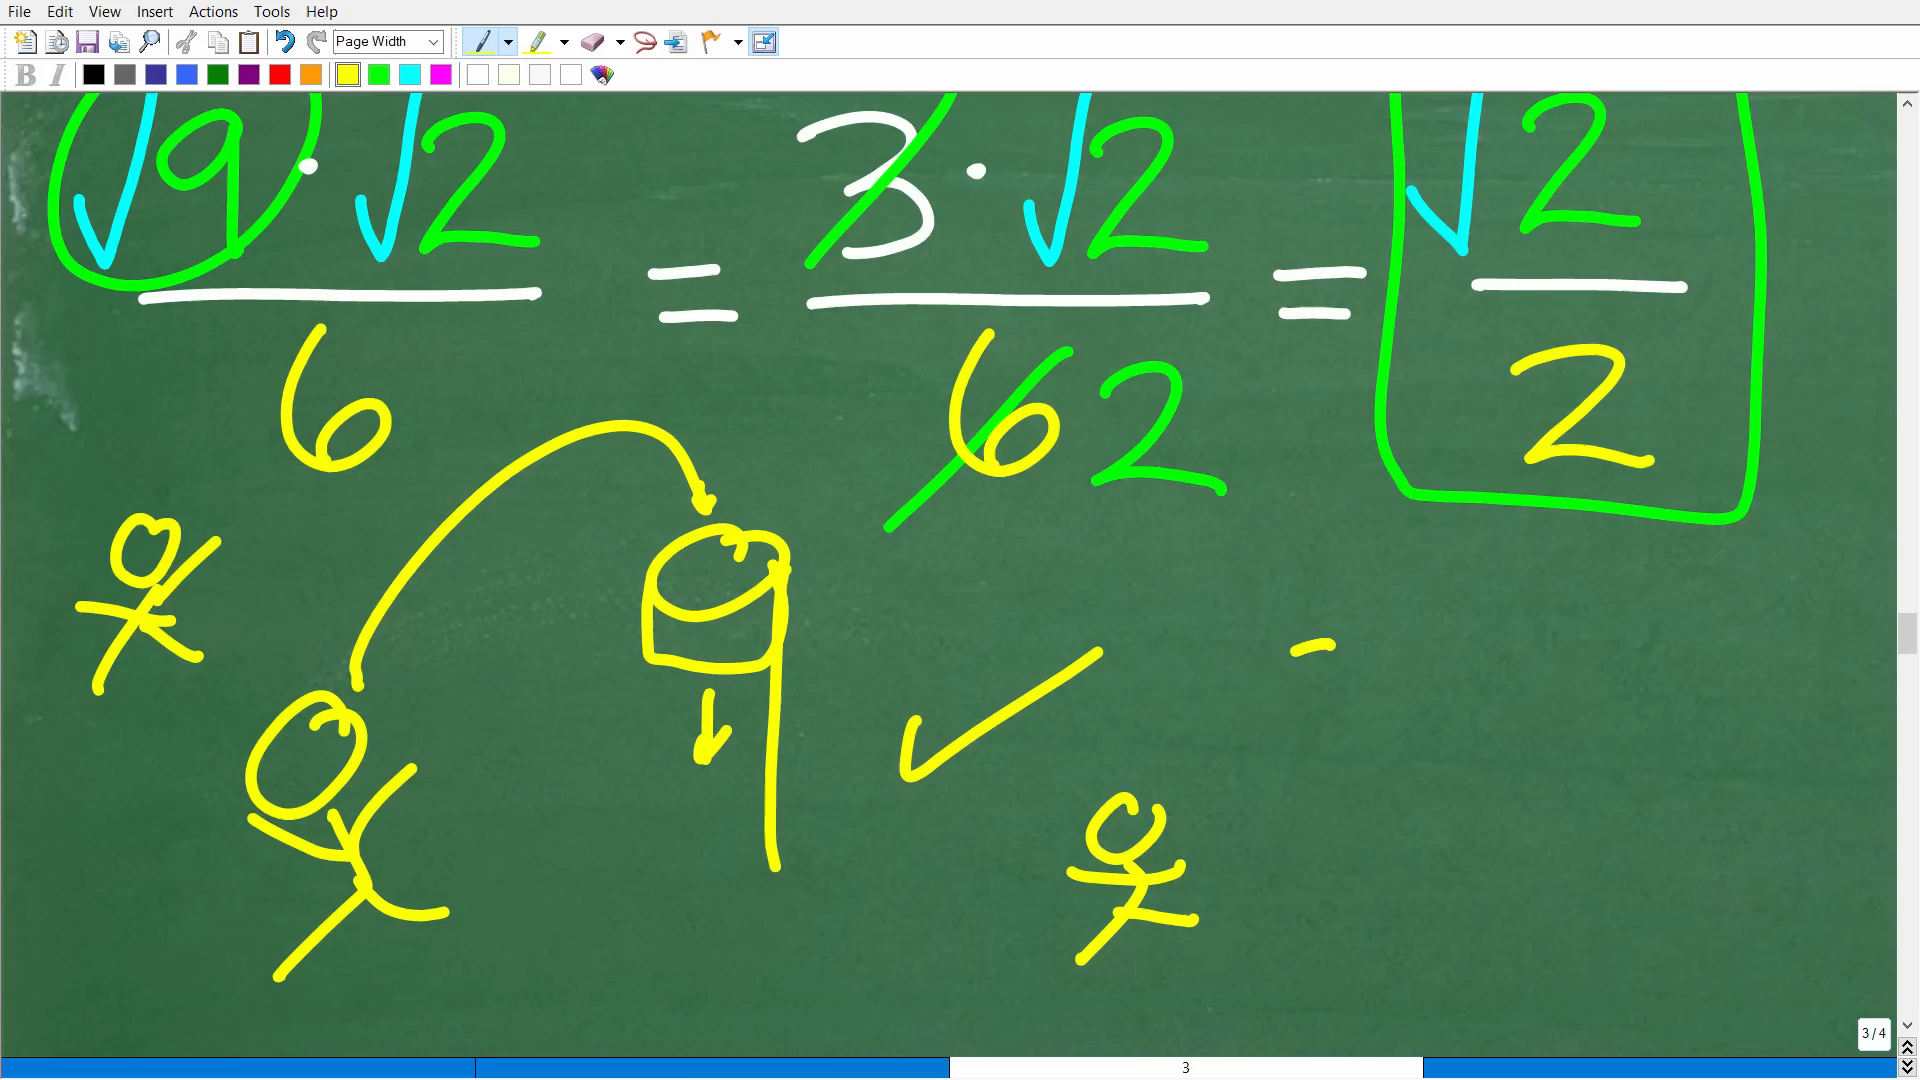 File Edit View Insert Actions Tools Help
Page Width
B I
√9 · √2 = 3 · √2 = √2
6 6 2 2
3 / 4
3